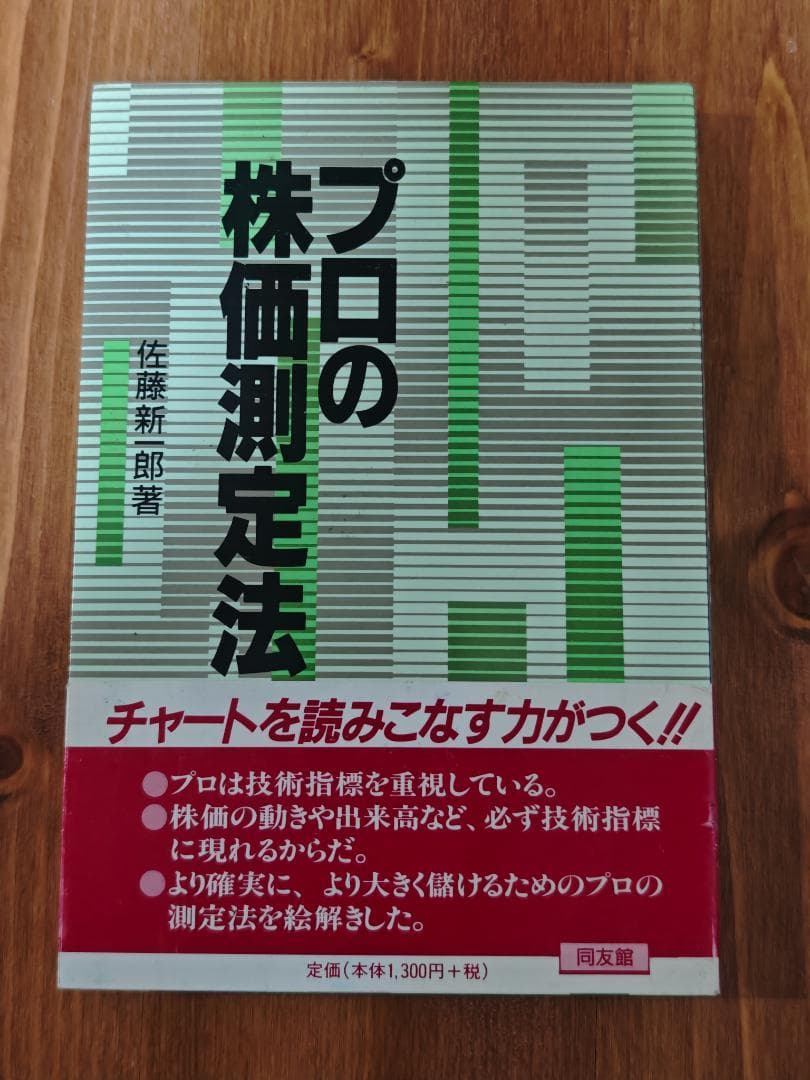 プロの
株価測定法
佐藤新一郎著
チャートを読みこなす力がつく!!
●プロは技術指標を重視している。
●株価の動きや出来高など、必ず技術指標
に現れるからだ。
●より確実に、より大きく儲けるためのプロの
測定法を絵解きした。
定価(本体1,300円+税)
同友館